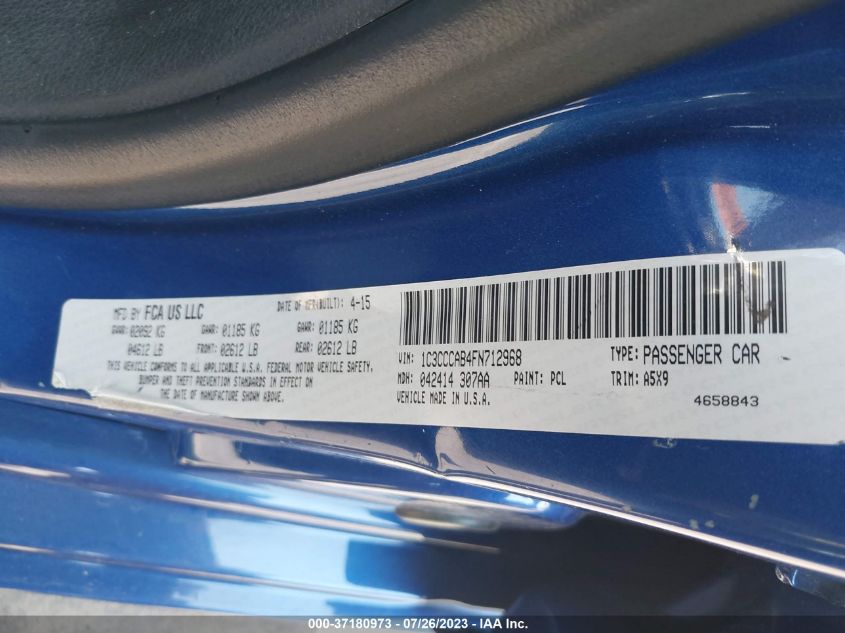 MFD BY FCA US LLC DATE OF MFR(BUILT): 4-15
GVWR: 02092 KG GAWR: 01185 KG GAWR: 01185 KG
04612 LB FRONT: 02612 LB REAR: 02612 LB
THIS VEHICLE CONFORMS TO ALL APPLICABLE U.S.A. FEDERAL MOTOR VEHICLE SAFETY,
BUMPER AND THEFT STANDARDS IN EFFECT ON
THE DATE OF MANUFACTURE SHOWN ABOVE.
VIN: 1C3CCCAB4FN712968 TYPE: PASSENGER CAR
MDH: 042414 307AA PAINT: PCL TRIM: A5X9
VEHICLE MADE IN U.S.A. 4658843
000-37180973 - 07/26/2023 - IAA Inc.